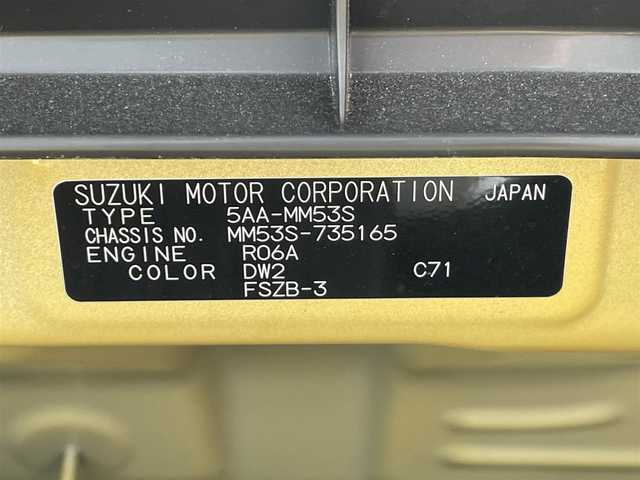 SUZUKI MOTOR CORPORATION JAPAN
TYPE 5AA-MM53S
CHASSIS NO. MM53S-735165
ENGINE R06A
COLOR DW2 C71
FSZB-3